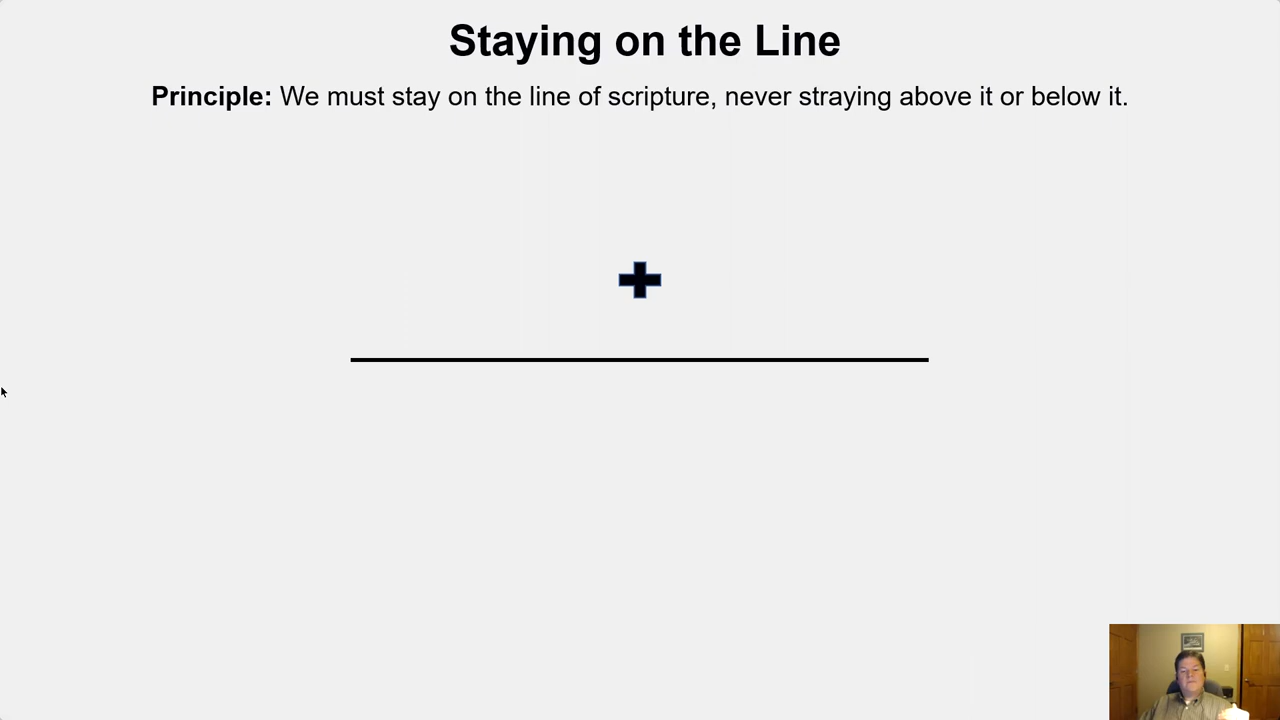 Staying on the Line
Principle: We must stay on the line of scripture, never straying above it or below it.